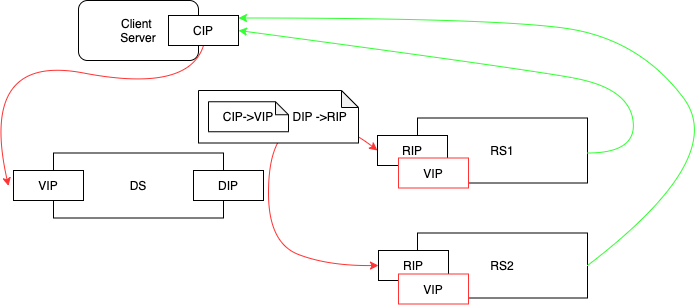 Client
Server
CIP
CIP->VIP
DIP ->RIP
RIP
RS1
VIP
VIP
DS
DIP
RIP
RS2
VIP